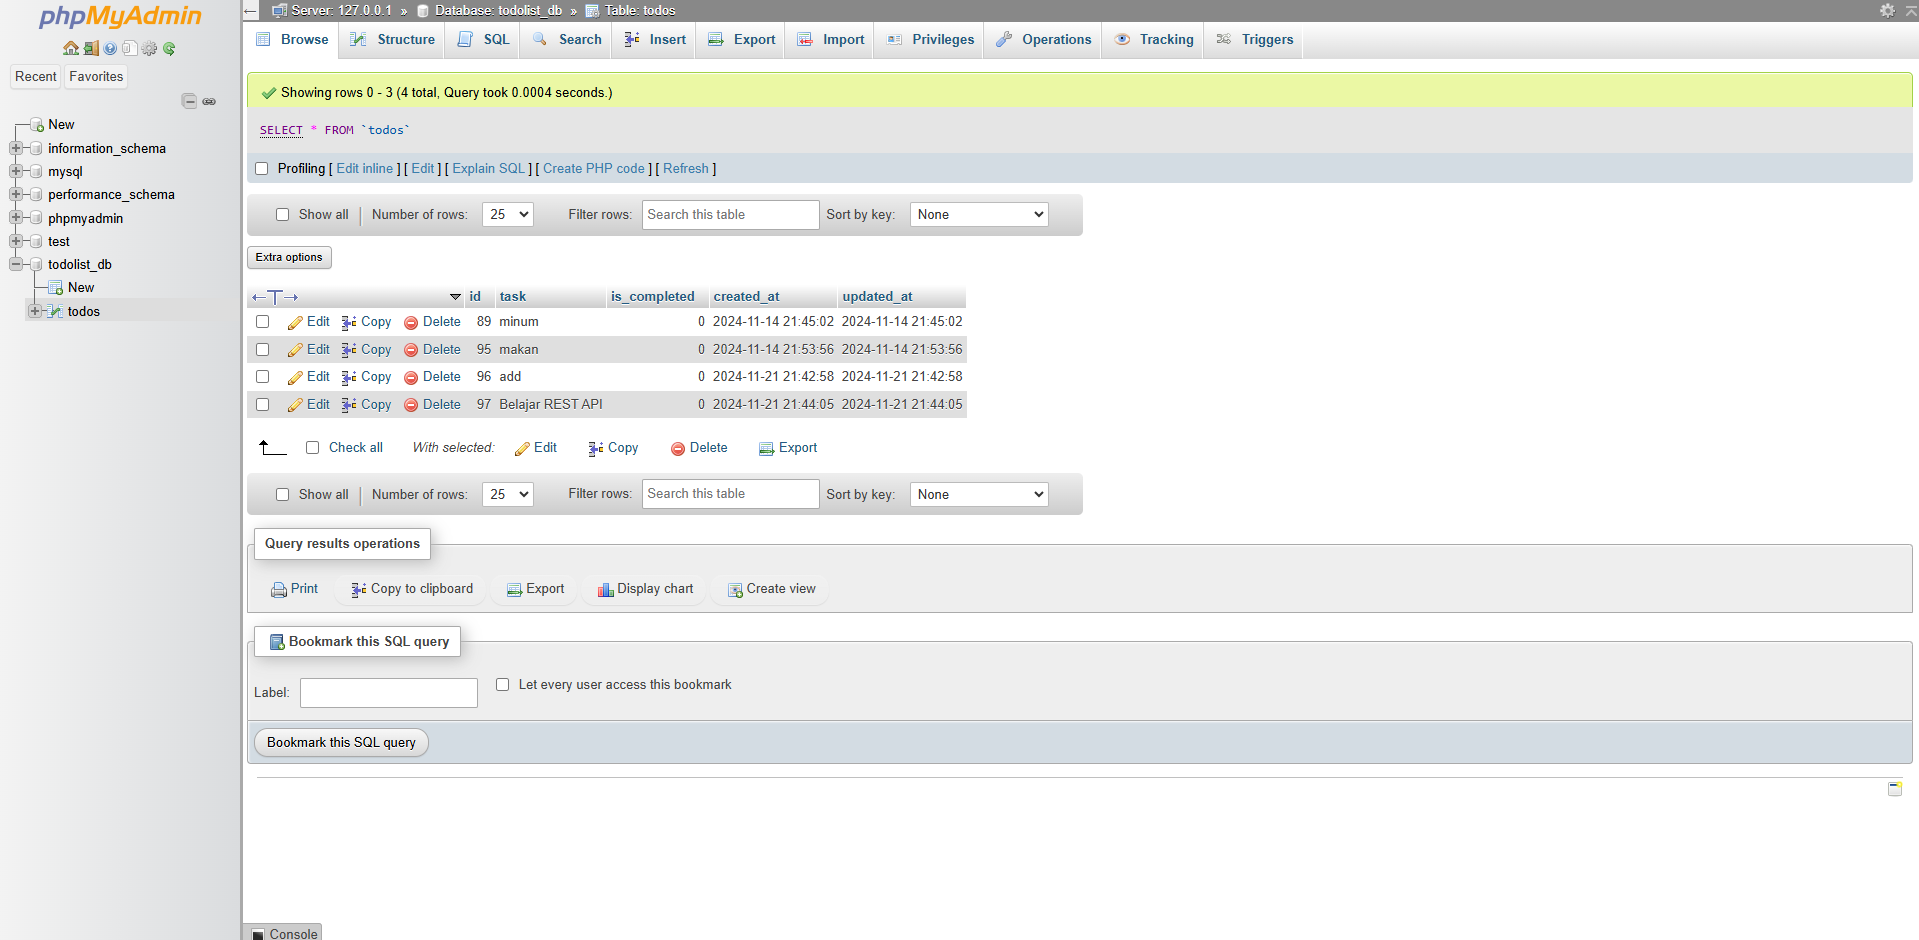 phpMyAdmin
Recent Favorites
New
information_schema
mysql
performance_schema
phpmyadmin
test
todolist_db
New
todos
Server: 127.0.0.1 » Database: todolist_db » Table: todos
Browse Structure SQL Search Insert Export Import Privileges Operations Tracking Triggers
Showing rows 0 - 3 (4 total, Query took 0.0004 seconds.)
SELECT * FROM `todos`
Profiling [ Edit inline ] [ Edit ] [ Explain SQL ] [ Create PHP code ] [ Refresh ]
Show all Number of rows: 25 Filter rows: Search this table Sort by key: None
Extra options
id task is_completed created_at updated_at
Edit Copy Delete 89 minum 0 2024-11-14 21:45:02 2024-11-14 21:45:02
Edit Copy Delete 95 makan 0 2024-11-14 21:53:56 2024-11-14 21:53:56
Edit Copy Delete 96 add 0 2024-11-21 21:42:58 2024-11-21 21:42:58
Edit Copy Delete 97 Belajar REST API 0 2024-11-21 21:44:05 2024-11-21 21:44:05
Check all With selected: Edit Copy Delete Export
Show all Number of rows: 25 Filter rows: Search this table Sort by key: None
Query results operations
Print Copy to clipboard Export Display chart Create view
Bookmark this SQL query
Label: Let every user access this bookmark
Bookmark this SQL query
Console